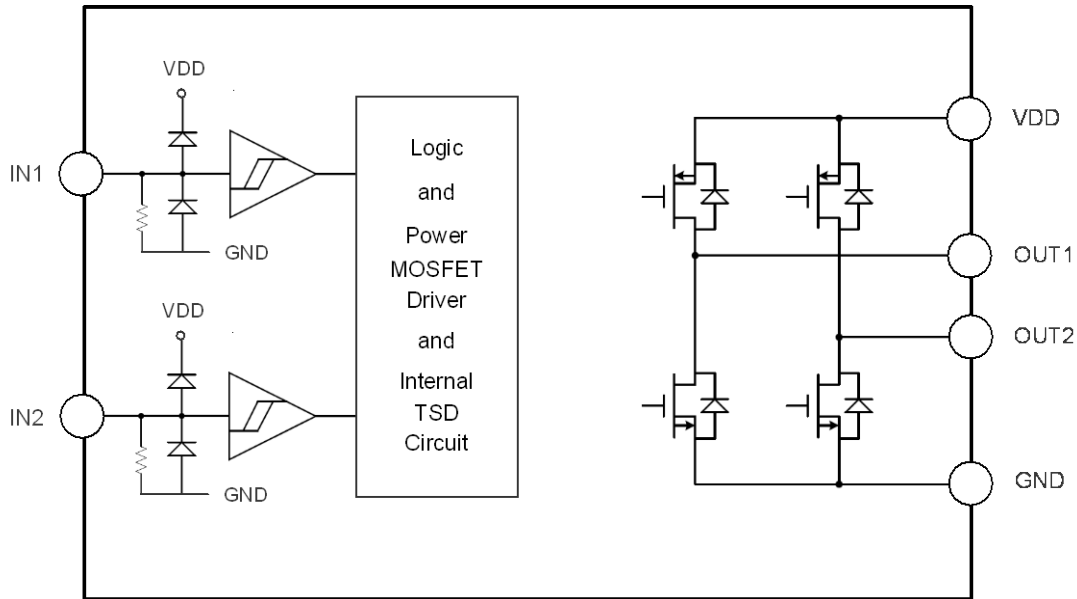 VDD
IN1
GND
VDD
IN2
GND
Logic
and
Power
MOSFET
Driver
and
Internal
TSD
Circuit
VDD
OUT1
OUT2
GND